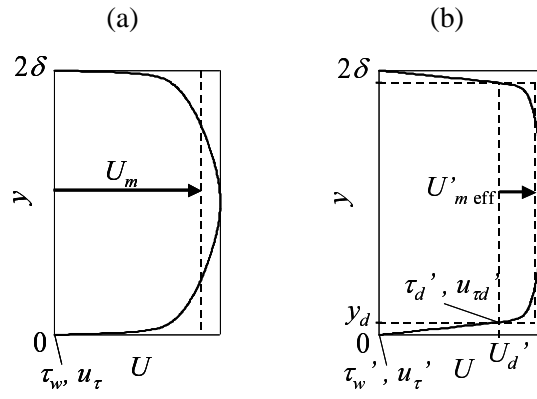 (a)
2δ
U_m
y
0
τ_w, u_τ
U
(b)
2δ
U'_m eff
y
τ_d', u_τd'
y_d
0
U_d'
τ_w', u_τ'
U